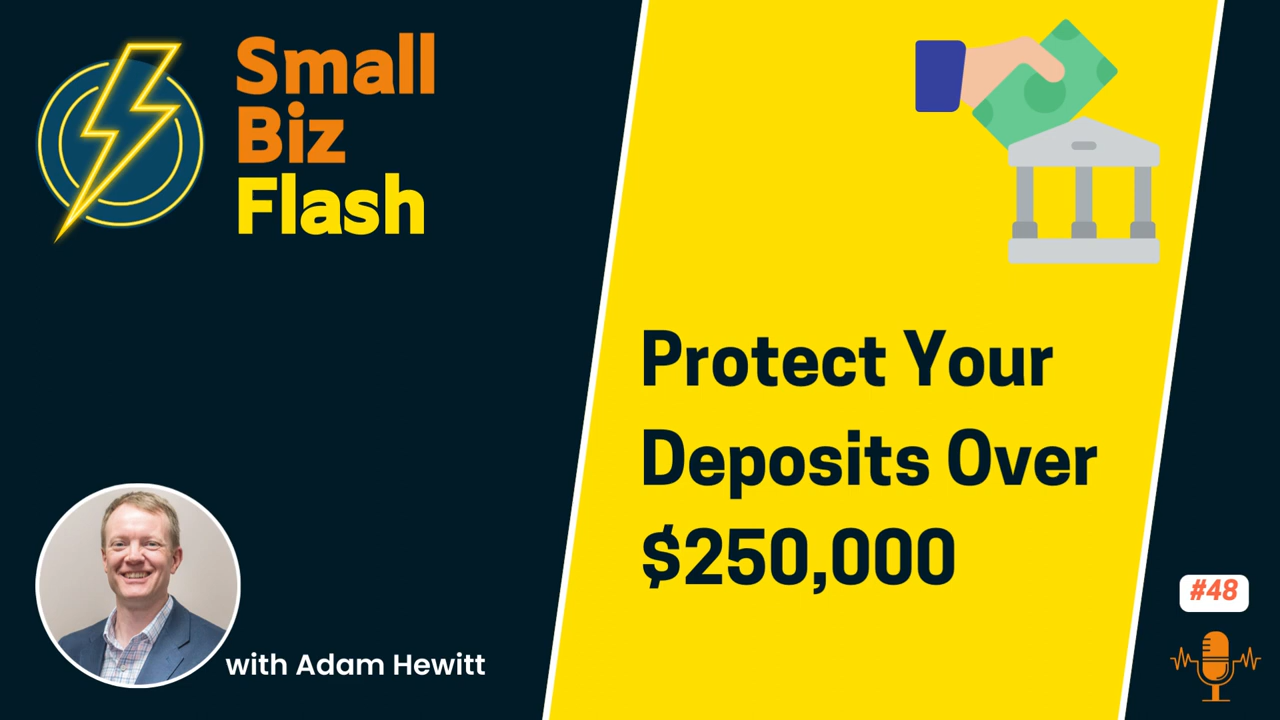 Small
Biz
Flash
Protect Your
Deposits Over
$250,000
with Adam Hewitt
#48